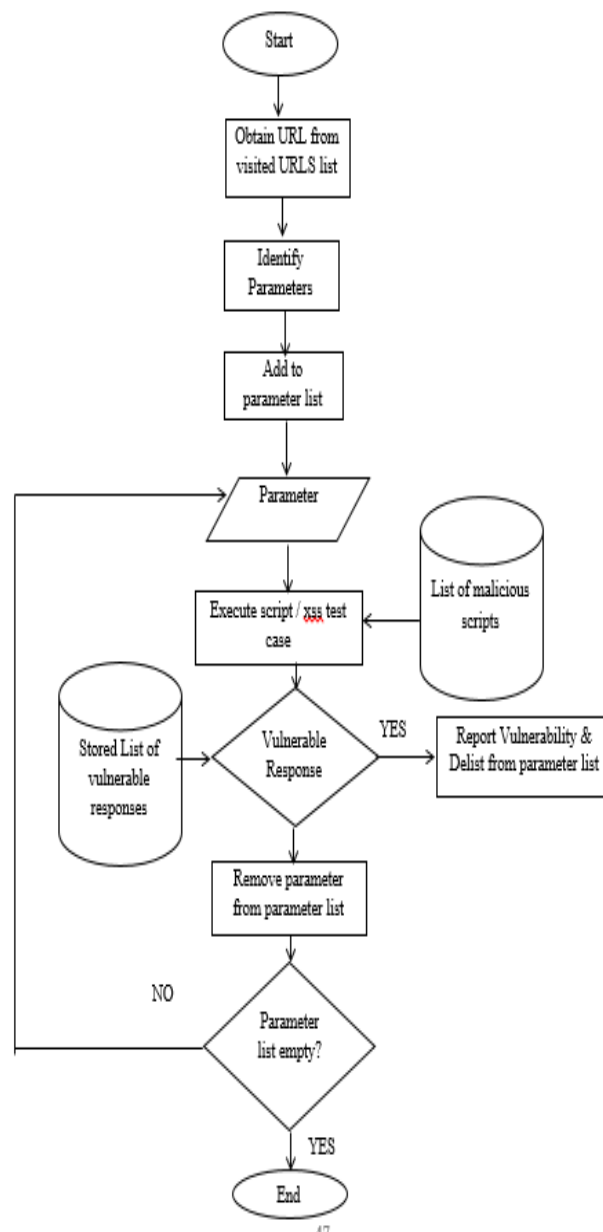 Start
Obtain URL from
visited URLS list
Identify
Parameters
Add to
parameter list
Parameter
Execute script / xss test
case
List of malicious
scripts
Stored List of
vulnerable
responses
Vulnerable
Response
YES
Report Vulnerability &
Delist from parameter list
Remove parameter
from parameter list
NO
Parameter
list empty?
YES
End
47